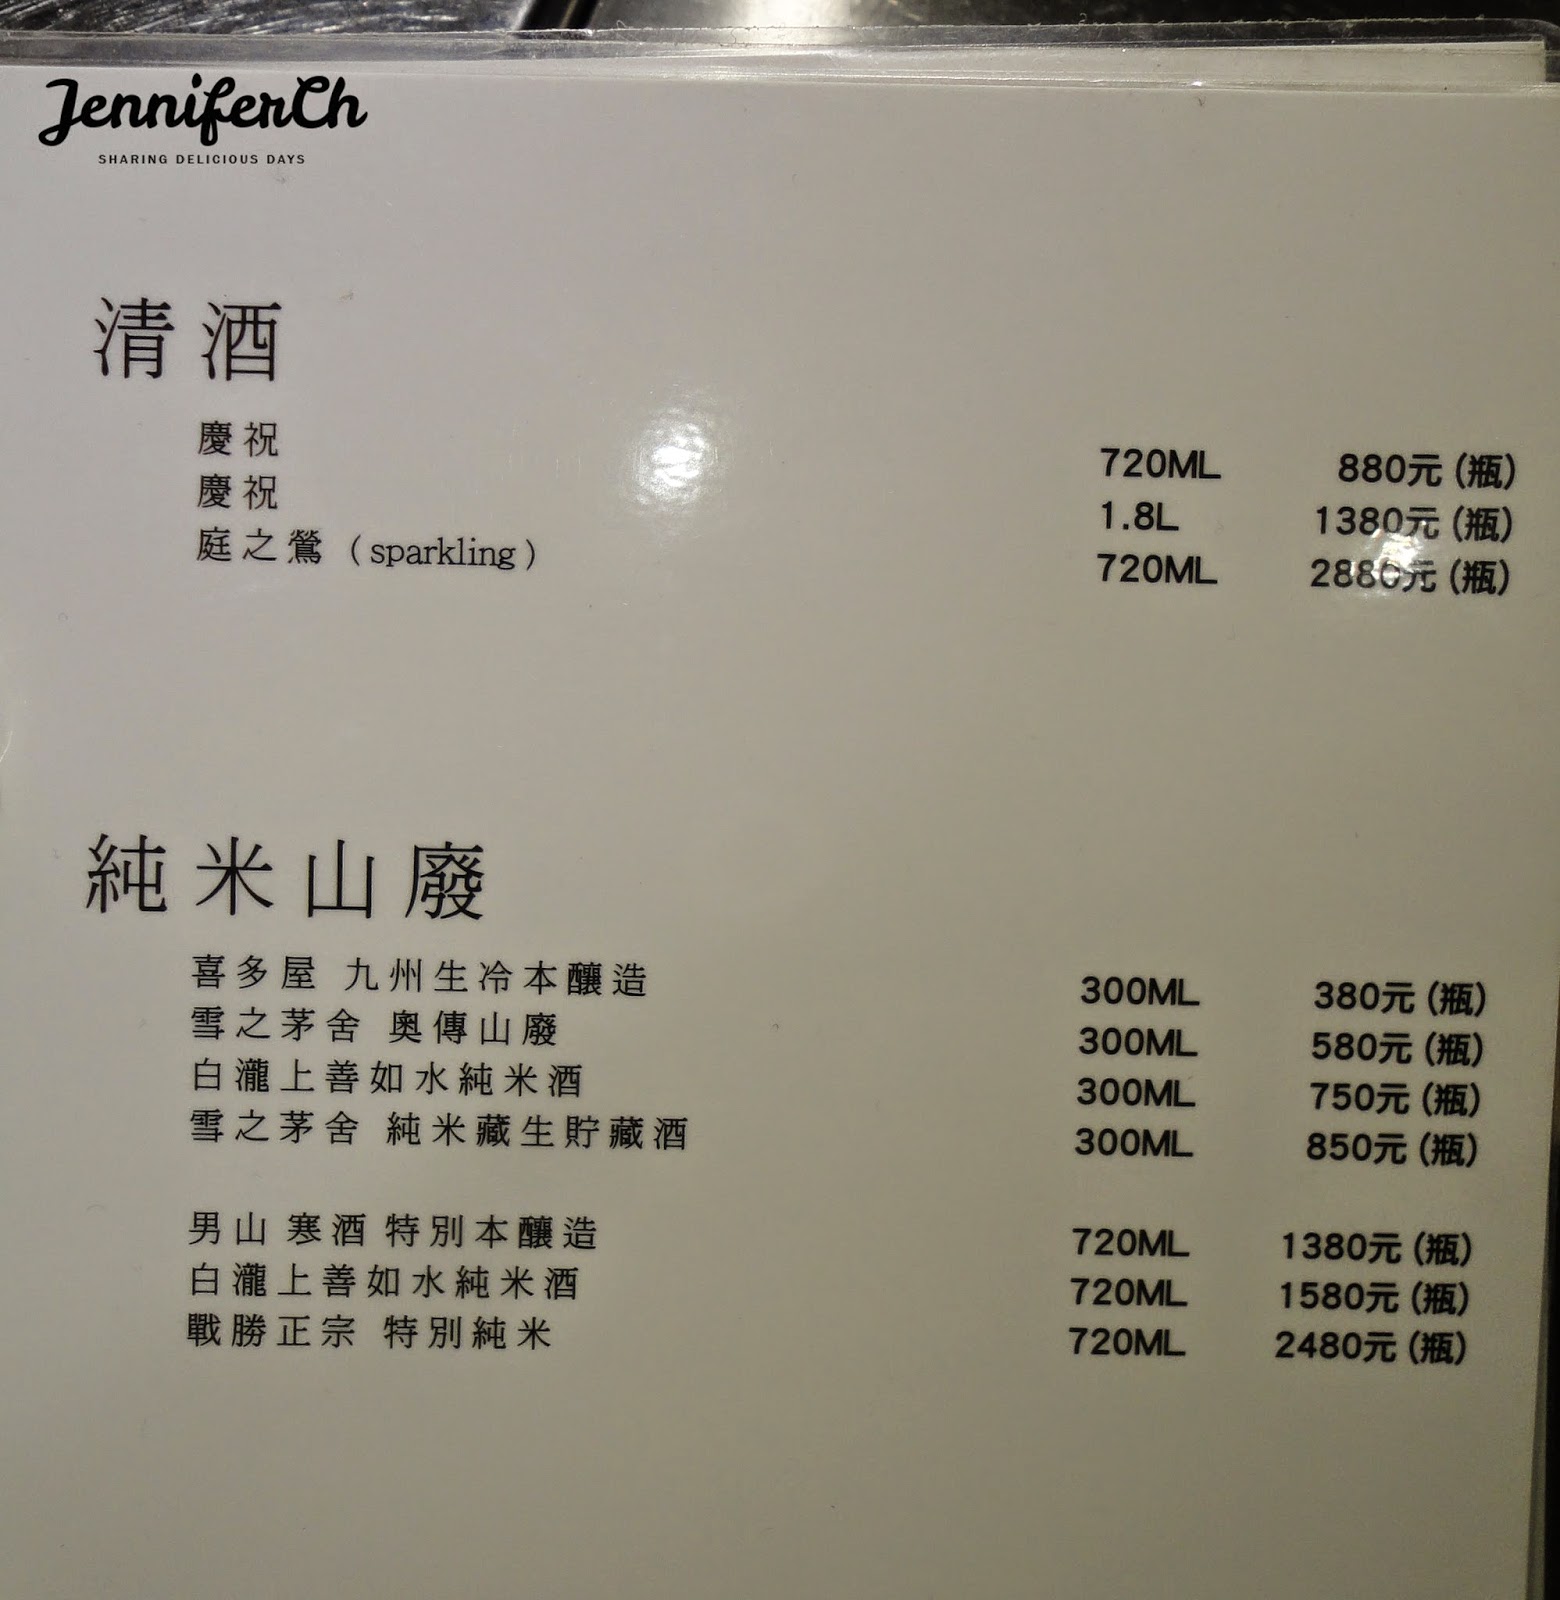 JenniferCh
SHARING DELICIOUS DAYS
清酒
慶祝 720ML 880元(瓶)
慶祝 1.8L 1380元(瓶)
庭之鶯 (sparkling) 720ML 2880元(瓶)
純米山廢
喜多屋 九州生冷本釀造 300ML 380元(瓶)
雪之茅舍 奧傳山廢 300ML 580元(瓶)
白瀧上善如水純米酒 300ML 750元(瓶)
雪之茅舍 純米藏生貯藏酒 300ML 850元(瓶)
男山 寒酒 特別本釀造 720ML 1380元(瓶)
白瀧上善如水純米酒 720ML 1580元(瓶)
戰勝正宗 特別純米 720ML 2480元(瓶)